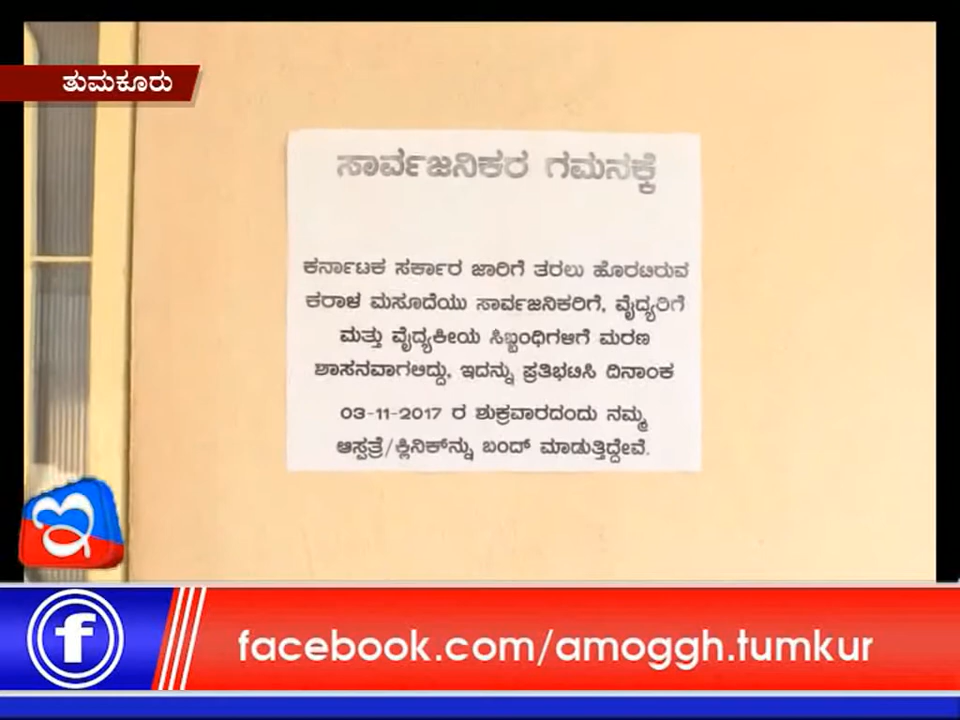 ತುಮಕೂರು
ಸಾರ್ವಜನಿಕರ ಗಮನಕ್ಕೆ
ಕರ್ನಾಟಕ ಸರ್ಕಾರ ಜಾರಿಗೆ ತರಲು ಹೊರಟಿರುವ
ಕರಾಳ ಮಸೂದೆಯು ಸಾರ್ವಜನಿಕರಿಗೆ, ವೈದ್ಯರಿಗೆ
ಮತ್ತು ವೈದ್ಯಕೀಯ ಸಿಬ್ಬಂಧಿಗಳಿಗೆ ಮರಣ
ಶಾಸನವಾಗಲಿದ್ದು, ಇದನ್ನು ಪ್ರತಿಭಟಿಸಿ ದಿನಾಂಕ
03-11-2017 ರ ಶುಕ್ರವಾರದಂದು ನಮ್ಮ
ಆಸ್ಪತ್ರೆ/ಕ್ಲಿನಿಕ್‌ನ್ನು ಬಂದ್ ಮಾಡುತ್ತಿದ್ದೇವೆ.
ಇ
f
facebook.com/amoggh.tumkur